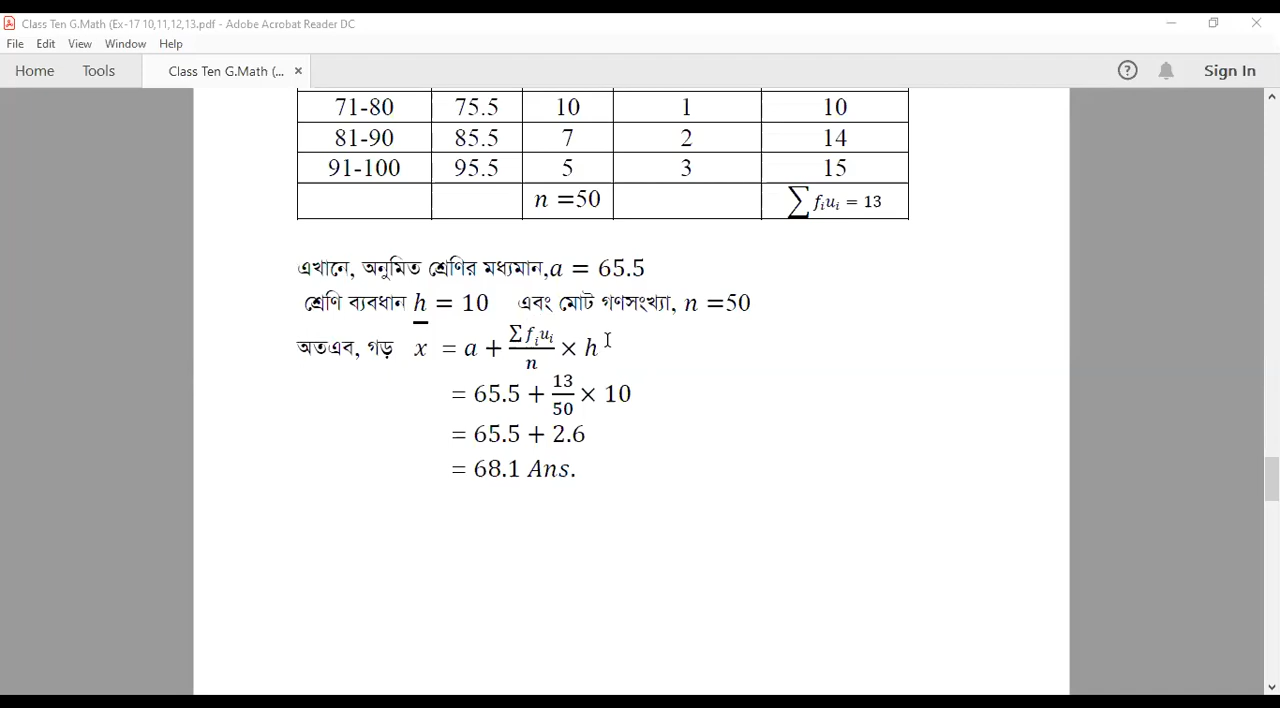 Class Ten G.Math (Ex-17 10,11,12,13.pdf - Adobe Acrobat Reader DC
File Edit View Window Help
Home Tools Class Ten G.Math (... × Sign In
71-80 75.5 10 1 10
81-90 85.5 7 2 14
91-100 95.5 5 3 15
n =50 ∑ fᵢuᵢ = 13
এখানে, অনুমিত শ্রেণির মধ্যমান,a = 65.5
শ্রেণি ব্যবধান h = 10 এবং মোট গণসংখ্যা, n =50
অতএব, গড় x̄ = a + ∑fᵢuᵢ/n × h
= 65.5 + 13/50 × 10
= 65.5 + 2.6
= 68.1 Ans.